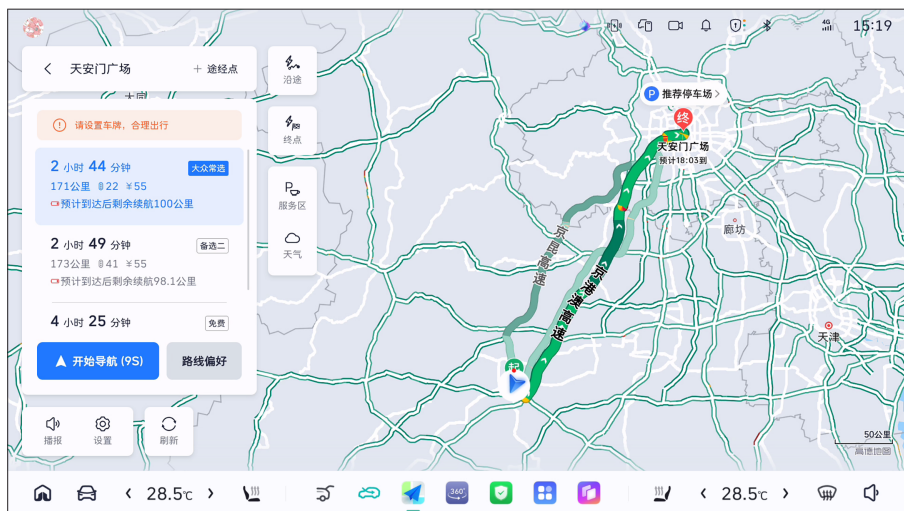 4G
15:19
天安门广场
+ 途经点
大同
请设置车牌，合理出行
2 小时 44 分钟
大众常选
171公里 22 ¥55
预计到达后剩余续航100公里
2 小时 49 分钟
备选二
173公里 41 ¥55
预计到达后剩余续航98.1公里
4 小时 25 分钟
免费
开始导航 (9S)
路线偏好
播报
设置
刷新
沿途
终点
P
服务区
天气
P 推荐停车场
终
天安门广场
预计18:03到
廊坊
京昆高速
京港澳高速
天津
起
50公里
高德地图
28.5℃
360°
28.5℃